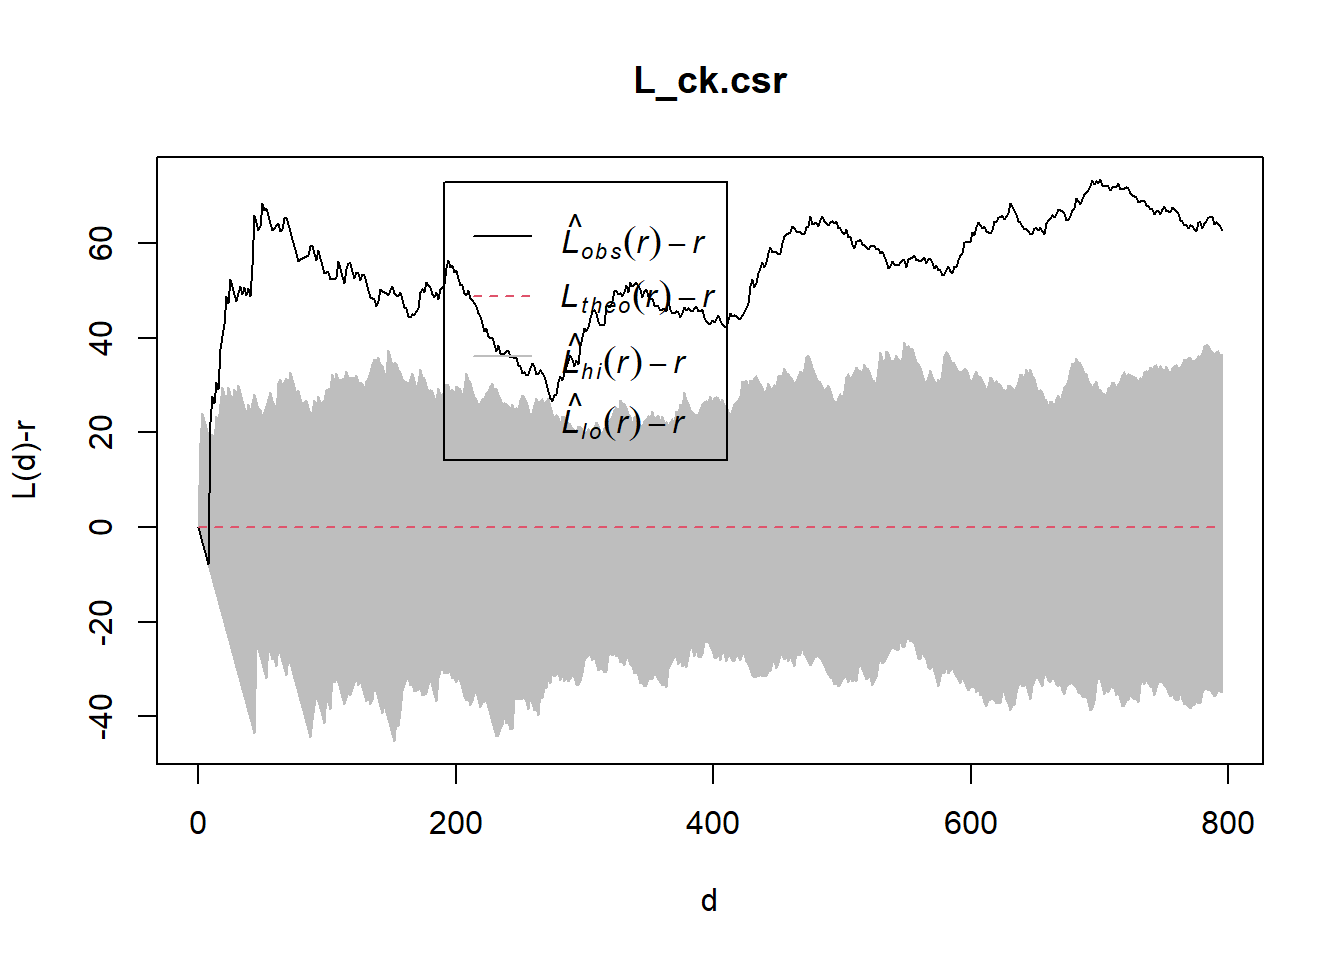 L_ck.csr
L(d)-r
60
40
20
0
-20
-40
L̂obs(r) – r
Ltheo(r) – r
L̂hi(r) – r
L̂lo(r) – r
0 200 400 600 800
d